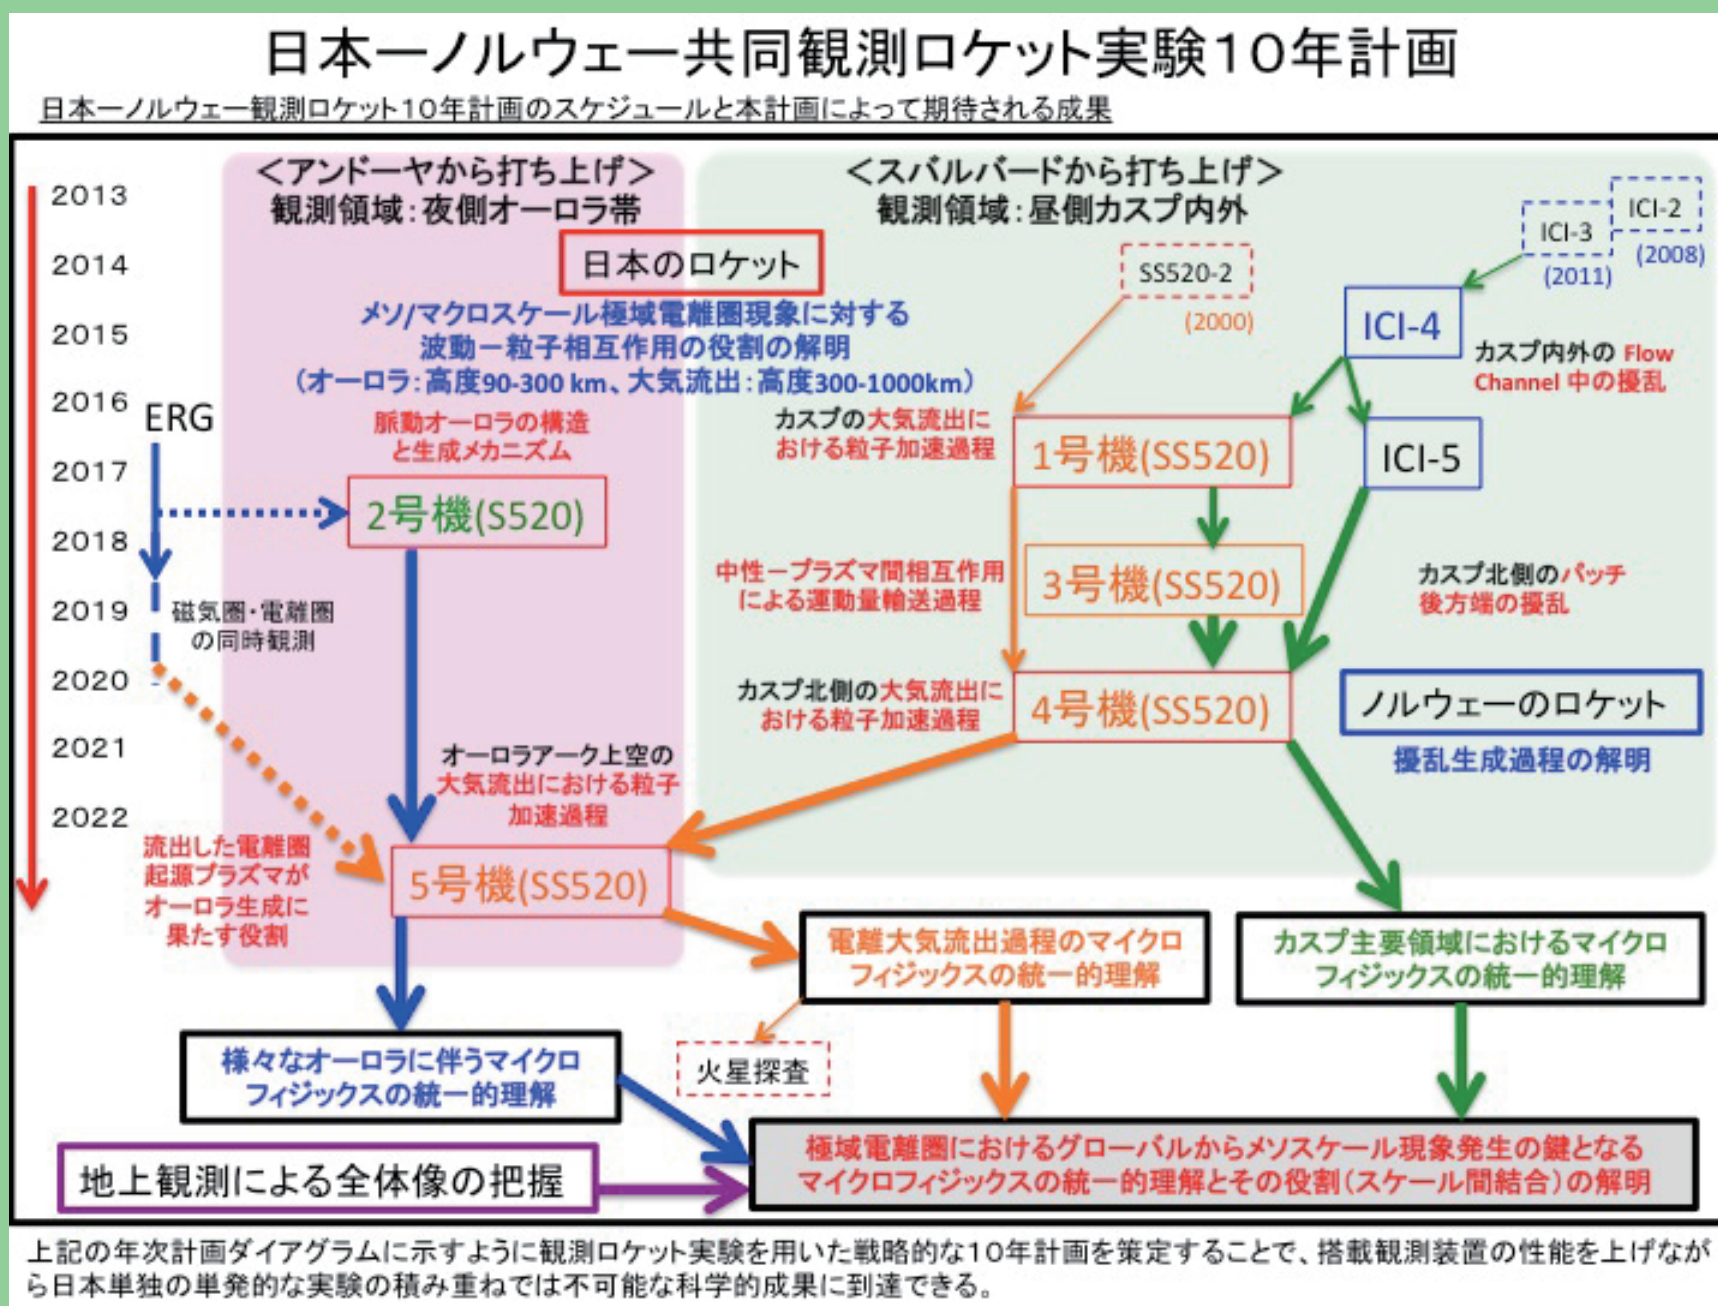 日本ーノルウェー共同観測ロケット実験10年計画
日本ーノルウェー観測ロケット10年計画のスケジュールと本計画によって期待される成果
2013
2014
2015
2016
2017
2018
2019
2020
2021
2022
<アンドーヤから打ち上げ>
観測領域:夜側オーロラ帯
<スバルバードから打ち上げ>
観測領域:昼側カスプ内外
日本のロケット
メソ/マクロスケール極域電離圏現象に対する
波動ー粒子相互作用の役割の解明
(オーロラ:高度90-300 km、大気流出:高度300-1000km)
SS520-2
(2000)
ICI-2
(2008)
ICI-3
(2011)
ICI-4
カスプ内外の Flow
Channel 中の擾乱
ERG
脈動オーロラの構造
と生成メカニズム
2号機(S520)
カスプの大気流出に
おける粒子加速過程
1号機(SS520)
ICI-5
磁気圏・電離圏
の同時観測
中性ープラズマ間相互作用
による運動量輸送過程
3号機(SS520)
カスプ北側のパッチ
後方端の擾乱
カスプ北側の大気流出に
おける粒子加速過程
4号機(SS520)
ノルウェーのロケット
擾乱生成過程の解明
オーロラアーク上空の
大気流出における粒子
加速過程
流出した電離圏
起源プラズマが
オーロラ生成に
果たす役割
5号機(SS520)
電離大気流出過程のマイクロ
フィジックスの統一的理解
カスプ主要領域におけるマイクロ
フィジックスの統一的理解
様々なオーロラに伴うマイクロ
フィジックスの統一的理解
火星探査
地上観測による全体像の把握
極域電離圏におけるグローバルからメソスケール現象発生の鍵となる
マイクロフィジックスの統一的理解とその役割(スケール間結合)の解明
上記の年次計画ダイアグラムに示すように観測ロケット実験を用いた戦略的な10年計画を策定することで、搭載観測装置の性能を上げなが
ら日本単独の単発的な実験の積み重ねでは不可能な科学的成果に到達できる。